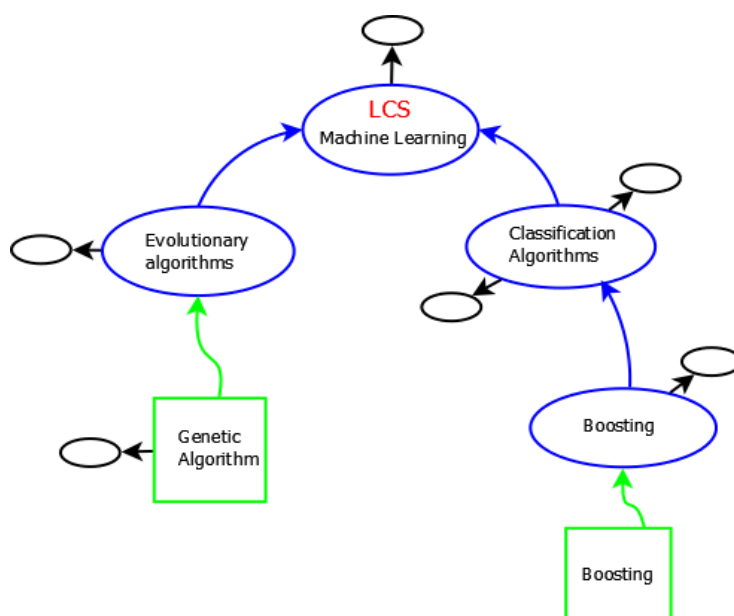 LCS
Machine Learning
Evolutionary
algorithms
Classification
Algorithms
Genetic
Algorithm
Boosting
Boosting